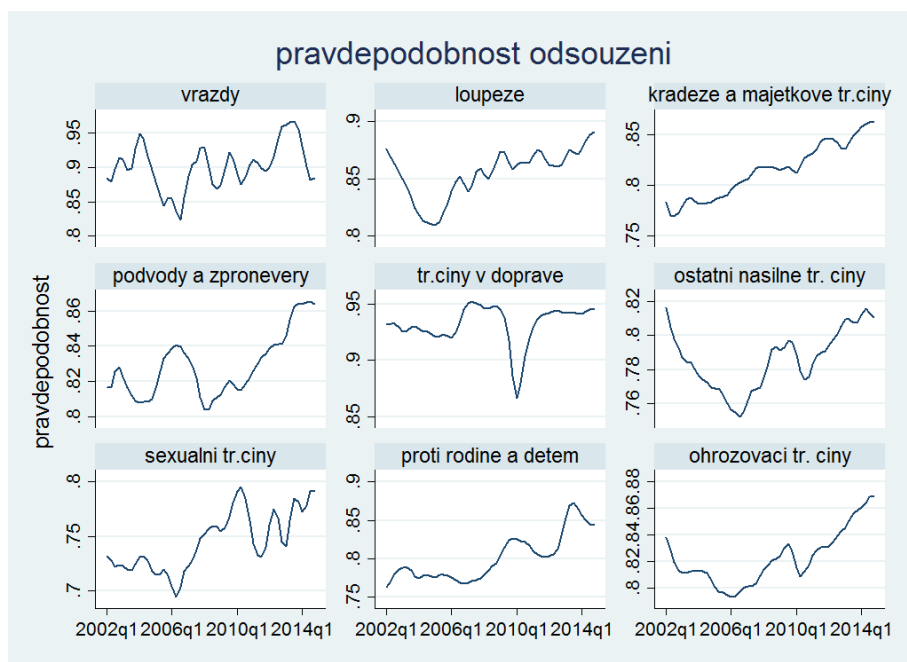 pravdepodobnost odsouzeni
pravdepodobnost
vrazdy
.95
.9
.85
.8
loupeze
.9
.85
.8
kradeze a majetkove tr.ciny
.85
.8
.75
podvody a zpronevery
.86
.84
.82
.8
tr.ciny v doprave
.95
.9
.85
ostatni nasilne tr. ciny
.82
.8
.78
.76
sexualni tr.ciny
.8
.75
.7
proti rodine a detem
.9
.85
.8
.75
ohrozovaci tr. ciny
.88
.86
.84
.82
.8
2002q1 2006q1 2010q1 2014q1
2002q1 2006q1 2010q1 2014q1
2002q1 2006q1 2010q1 2014q1